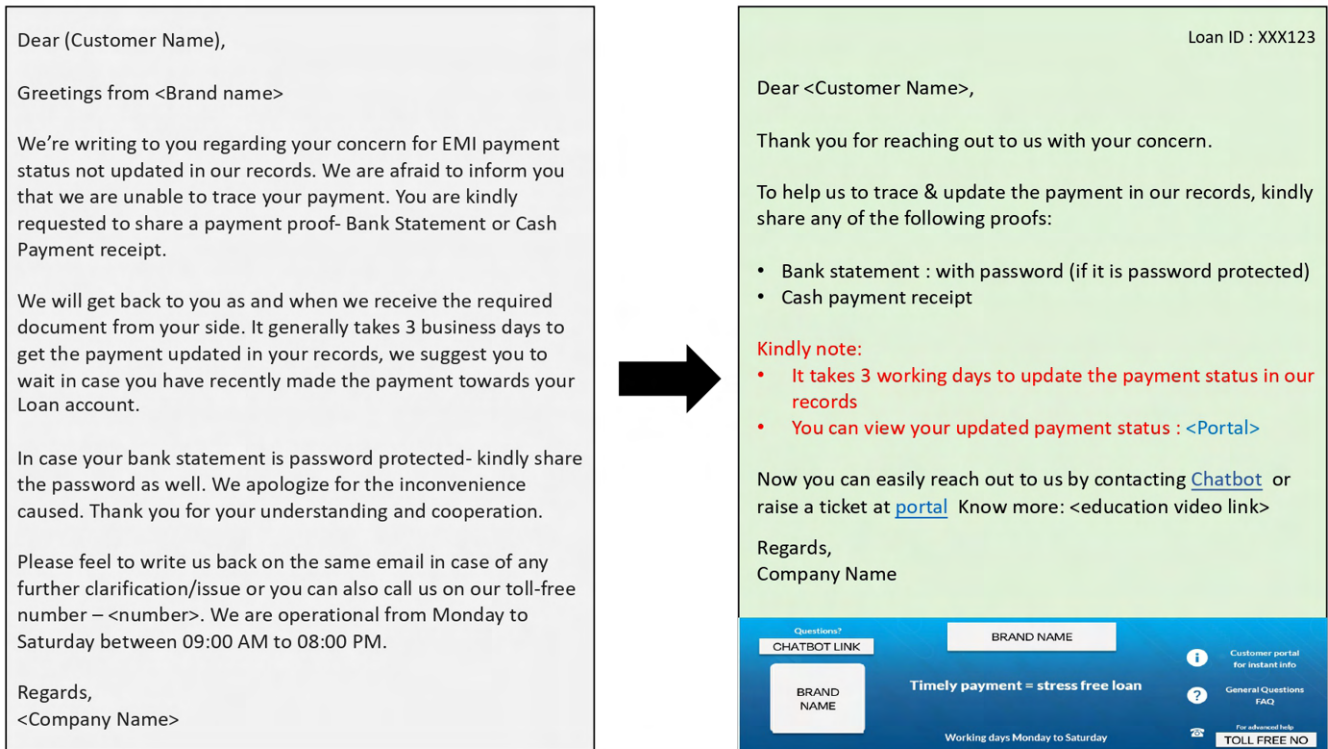 Dear (Customer Name),
Greetings from <Brand name>
We’re writing to you regarding your concern for EMI payment
status not updated in our records. We are afraid to inform you
that we are unable to trace your payment. You are kindly
requested to share a payment proof- Bank Statement or Cash
Payment receipt.
We will get back to you as and when we receive the required
document from your side. It generally takes 3 business days to
get the payment updated in your records, we suggest you to
wait in case you have recently made the payment towards your
Loan account.
In case your bank statement is password protected- kindly share
the password as well. We apologize for the inconvenience
caused. Thank you for your understanding and cooperation.
Please feel to write us back on the same email in case of any
further clarification/issue or you can also call us on our toll-free
number – <number>. We are operational from Monday to
Saturday between 09:00 AM to 08:00 PM.
Regards,
<Company Name>
Loan ID : XXX123
Dear <Customer Name>,
Thank you for reaching out to us with your concern.
To help us to trace & update the payment in our records, kindly
share any of the following proofs:
• Bank statement : with password (if it is password protected)
• Cash payment receipt
Kindly note:
• It takes 3 working days to update the payment status in our
records
• You can view your updated payment status : <Portal>
Now you can easily reach out to us by contacting Chatbot or
raise a ticket at portal Know more: <education video link>
Regards,
Company Name
Questions?
CHATBOT LINK
BRAND
NAME
BRAND NAME
Timely payment = stress free loan
Working days Monday to Saturday
Customer portal
for instant info
General Questions
FAQ
For advanced help
TOLL FREE NO